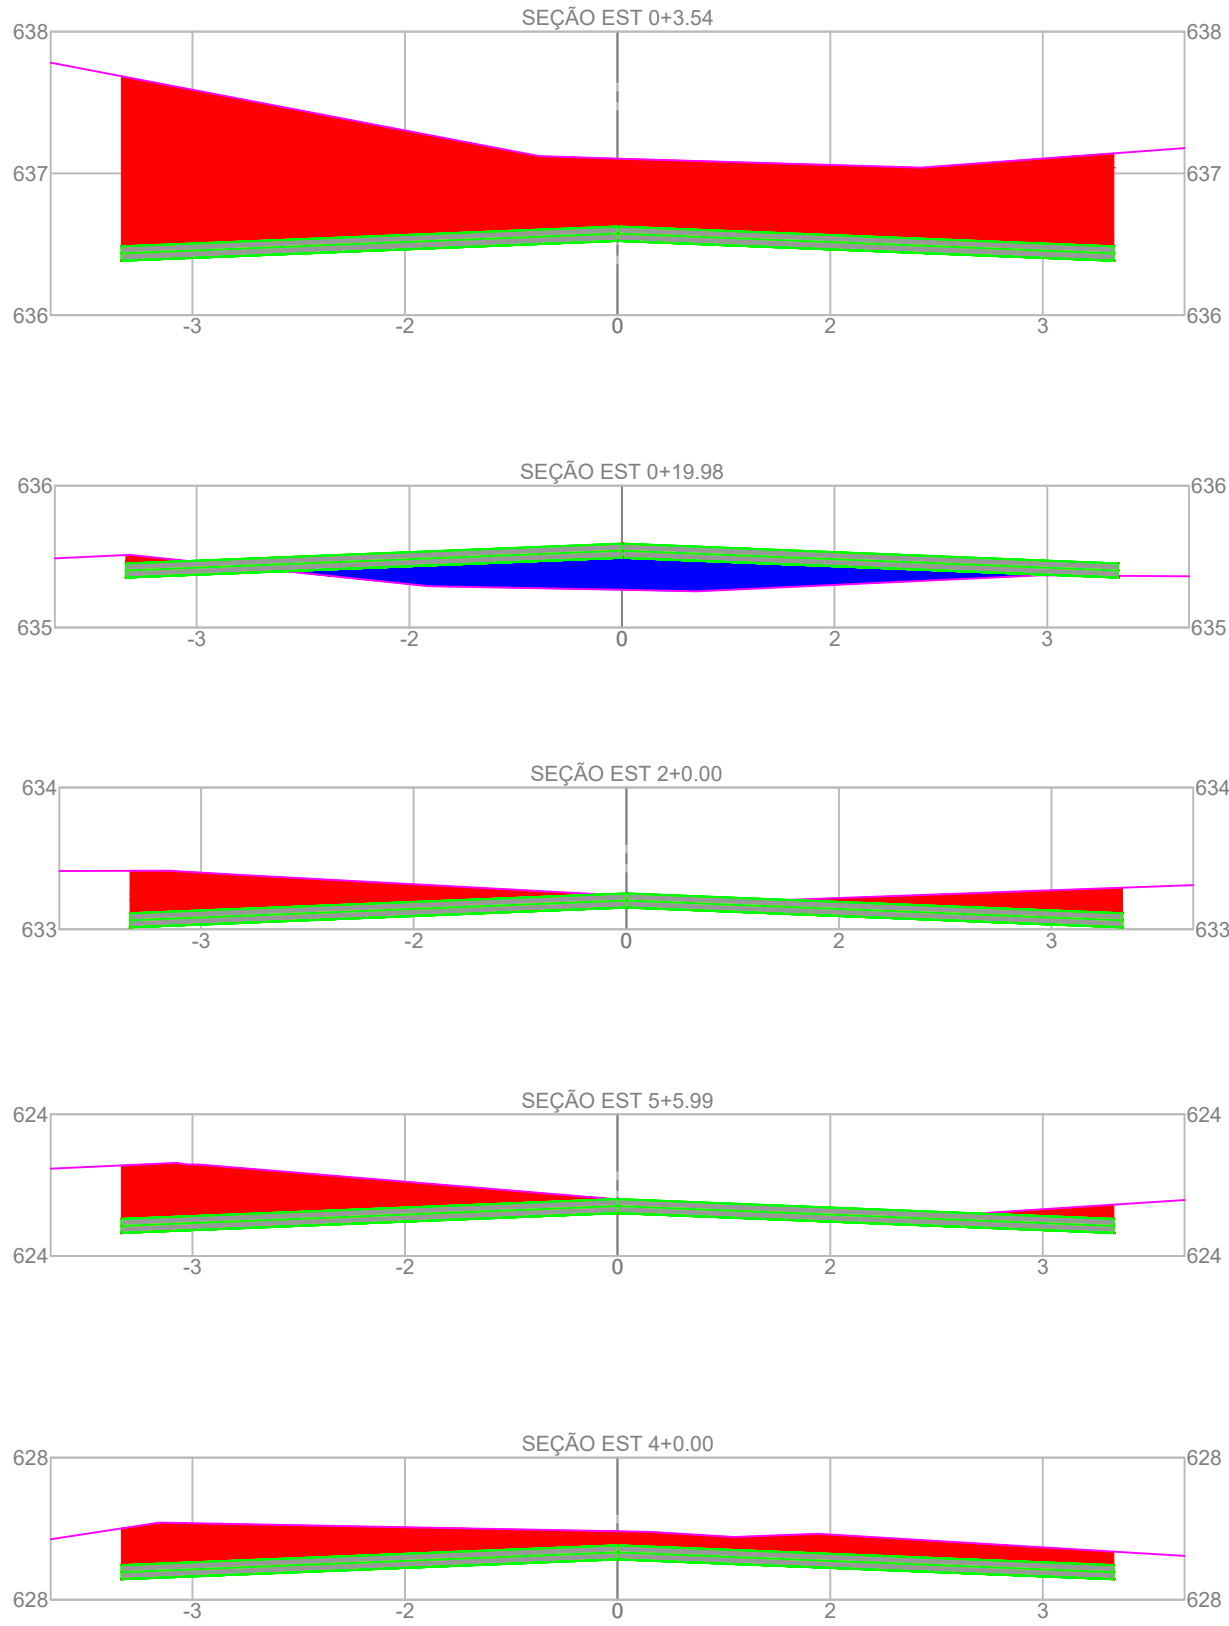 SEÇÃO EST 0+3.54
638 638
637 637
636 636
-3 -2 0 2 3
SEÇÃO EST 0+19.98
636 636
635 635
-3 -2 0 2 3
SEÇÃO EST 2+0.00
634 634
633 633
-3 -2 0 2 3
SEÇÃO EST 5+5.99
624 624
624 624
-3 -2 0 2 3
SEÇÃO EST 4+0.00
628 628
628 628
-3 -2 0 2 3